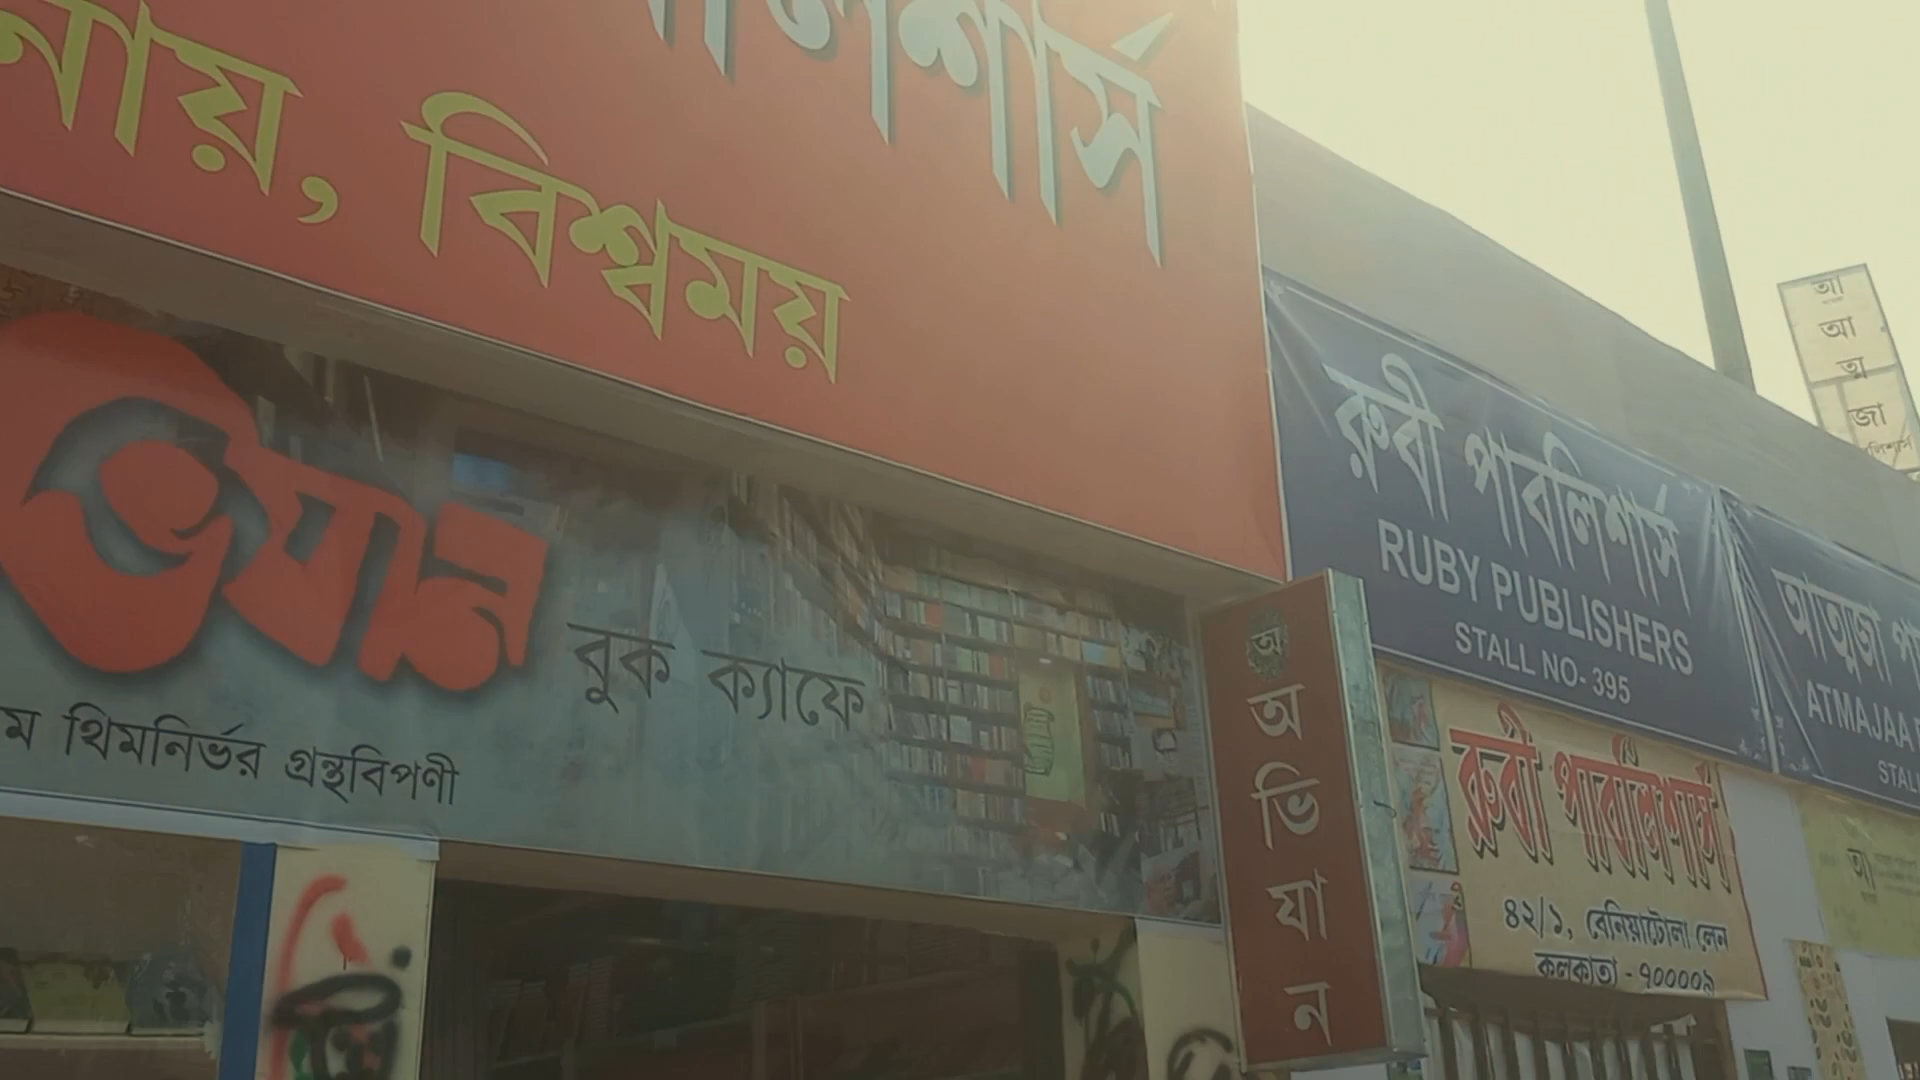 বিশ্বময়
অভিযান
বুক ক্যাফে
থিমনির্ভর গ্রন্থবিপণী
অ
ভি
যা
ন
রুবী পাবলিশার্স
RUBY PUBLISHERS
STALL NO- 395
রুবী পাবলিশার্স
৪২/১, বেনিয়াটোলা লেন
কলকাতা - ৭০০০০৯
আত্মজা
ATMAJAA
আ
ত্ম
জা